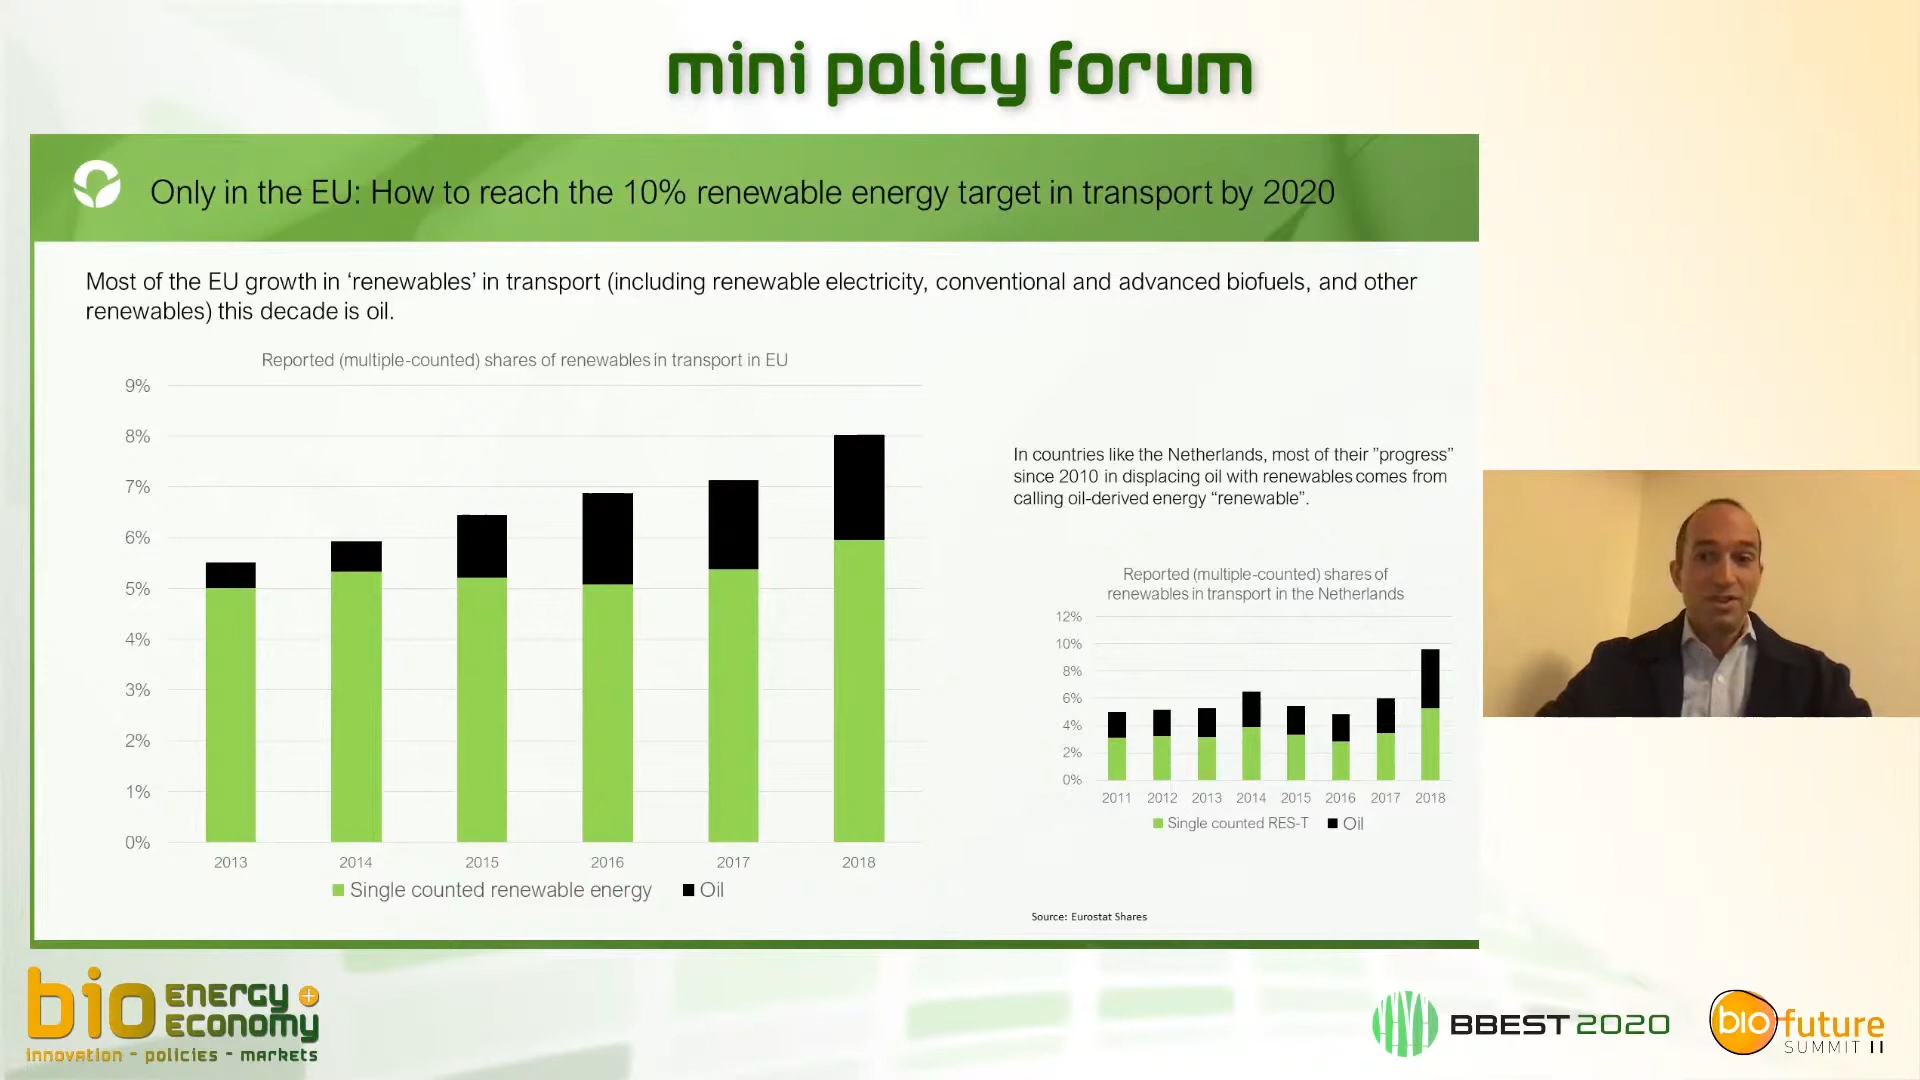 mini policy forum
Only in the EU: How to reach the 10% renewable energy target in transport by 2020
Most of the EU growth in ‘renewables’ in transport (including renewable electricity, conventional and advanced biofuels, and other
renewables) this decade is oil.
Reported (multiple-counted) shares of renewables in transport in EU
9%
8%
7%
6%
5%
4%
3%
2%
1%
0%
2013 2014 2015 2016 2017 2018
Single counted renewable energy Oil
In countries like the Netherlands, most of their ”progress”
since 2010 in displacing oil with renewables comes from
calling oil-derived energy “renewable”.
Reported (multiple-counted) shares of
renewables in transport in the Netherlands
12%
10%
8%
6%
4%
2%
0%
2011 2012 2013 2014 2015 2016 2017 2018
Single counted RES-T Oil
Source: Eurostat Shares
bio ENERGY +
ECONOMY
innovation - policies - markets
BBEST 2020
bio future
SUMMIT II